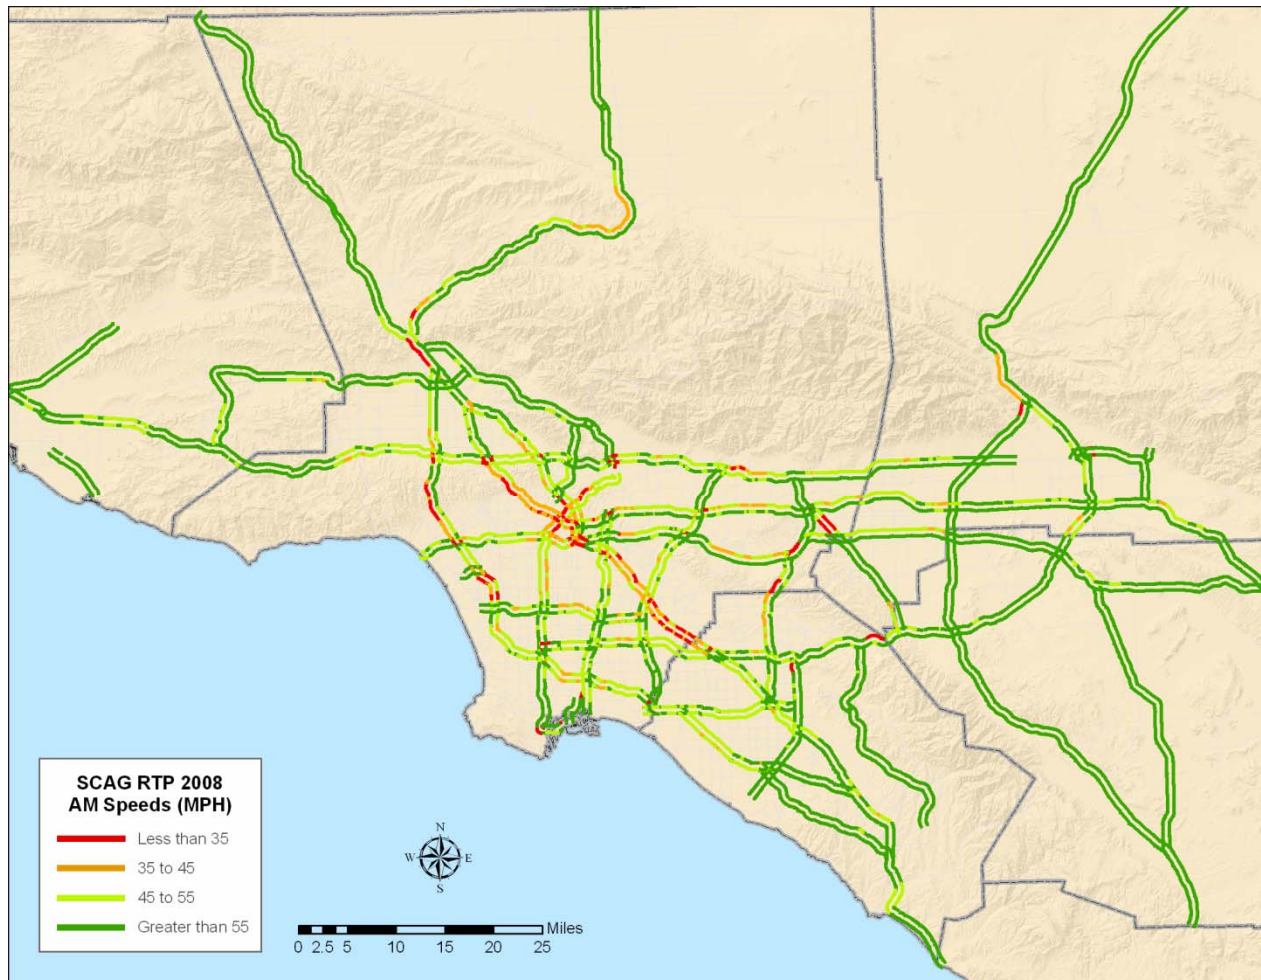 SCAG RTP 2008
AM Speeds (MPH)
Less than 35
35 to 45
45 to 55
Greater than 55
N
W E
S
Miles
0 2.5 5 10 15 20 25